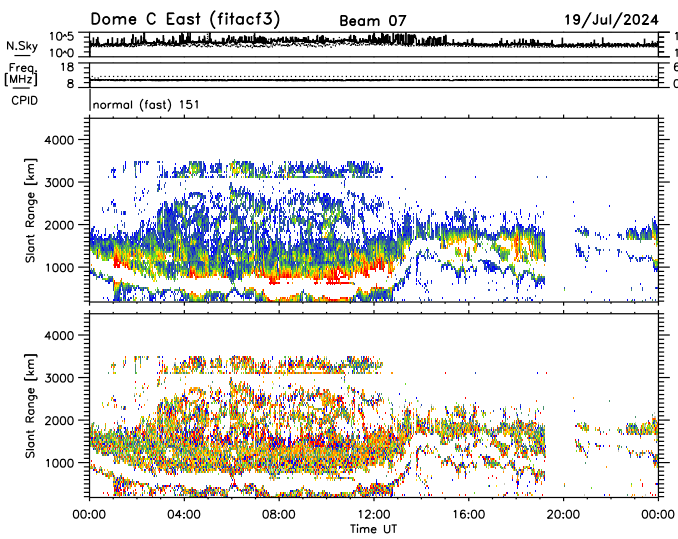 Dome C East (fitacf3) Beam 07 19/Jul/2024
N.Sky 10^5 10^0
Freq. [MHz] 18 8 6 0
CPID normal (fast) 151
4000
3000
2000
1000
Slant Range [km]
4000
3000
2000
1000
Slant Range [km]
00:00 04:00 08:00 12:00 16:00 20:00 00:00
Time UT